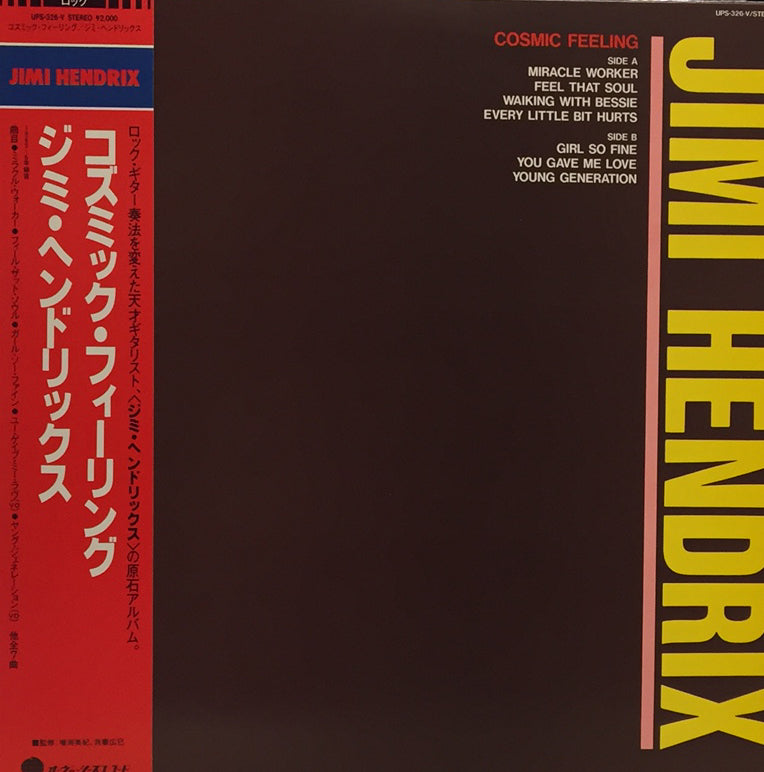 ロック
UPS-326-V STEREO ¥2,000
コズミック・フィーリング/ジミ・ヘンドリックス
JIMI HENDRIX
ロック・ギター奏法を変えた天才ギタリスト、〈ジミ・ヘンドリックス〉の原石アルバム。
コズミック・フィーリング
ジミ・ヘンドリックス
曲目●ミラクル・ウォーカー●フィール・ザット・ソウル●ガール・ソー・ファイン●ユー・ゲイブ・ミー・ラヴ●ヤング・ジェネレーション 他全7曲
UPS-326-V/STE
COSMIC FEELING
SIDE A
MIRACLE WORKER
FEEL THAT SOUL
WAIKING WITH BESSIE
EVERY LITTLE BIT HURTS
SIDE B
GIRL SO FINE
YOU GAVE ME LOVE
YOUNG GENERATION
JIMI HENDRIX